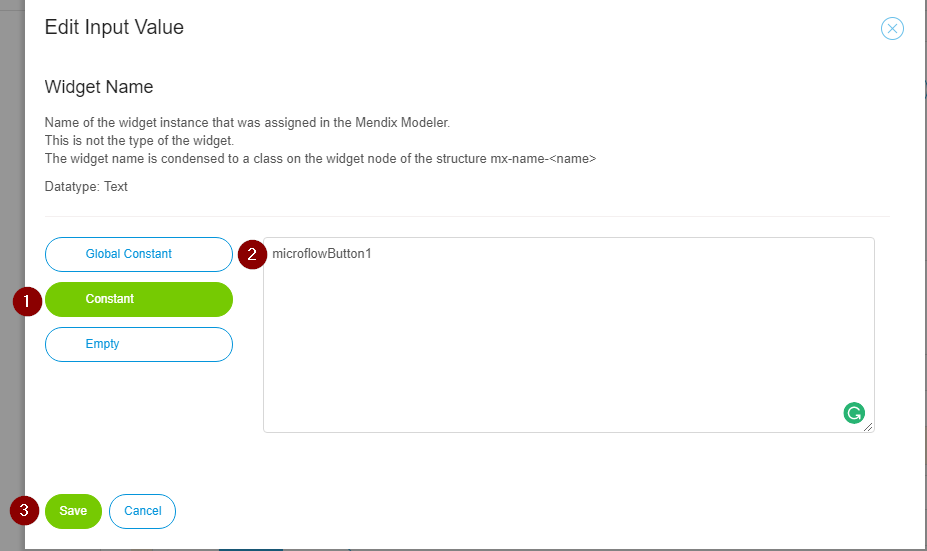 Edit Input Value
Widget Name
Name of the widget instance that was assigned in the Mendix Modeler.
This is not the type of the widget.
The widget name is condensed to a class on the widget node of the structure mx-name-<name>
Datatype: Text
Global Constant
2
microflowButton1
1
Constant
Empty
3
Save
Cancel